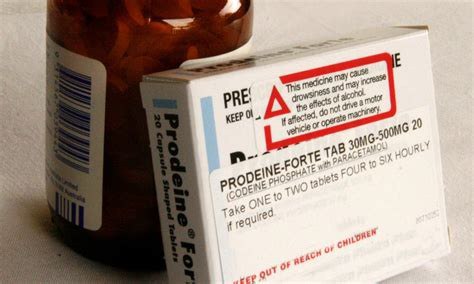 PRES
KEEP OU
This medicine may cause
drowsiness and may increase
the effects of alcohol.
If affected, do not drive a motor
vehicle or operate machinery.
NE
PRODEINE-FORTE TAB 30MG-500MG 20
(CODEINE PHOSPHATE with PARACETAMOL)
Take ONE to TWO tablets FOUR to SIX HOURLY
if required.
KEEP OUT OF REACH OF CHILDREN
Prodeine® Fort
20 Capsule Shaped Tablets